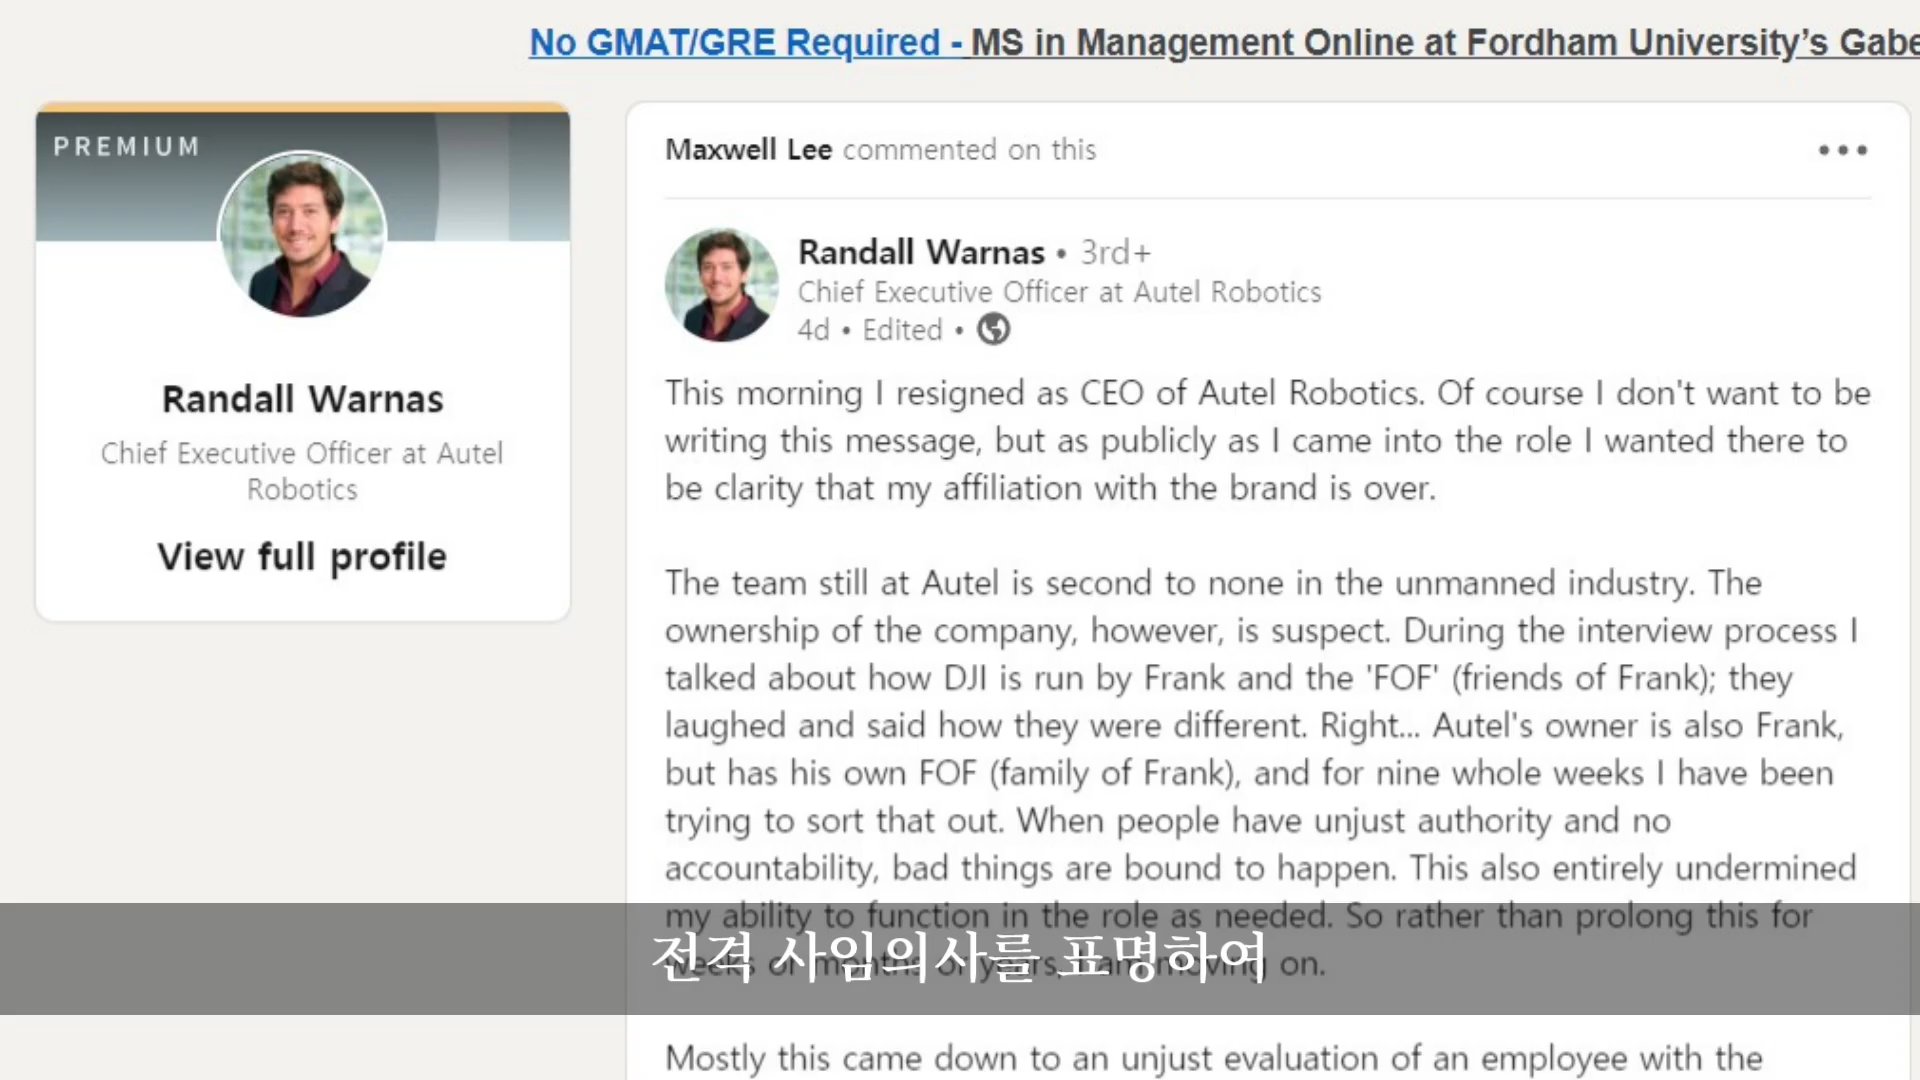 No GMAT/GRE Required - MS in Management Online at Fordham University's Gabe
PREMIUM
Randall Warnas
Chief Executive Officer at Autel
Robotics
View full profile
Maxwell Lee commented on this
Randall Warnas • 3rd+
Chief Executive Officer at Autel Robotics
4d • Edited •
This morning I resigned as CEO of Autel Robotics. Of course I don't want to be
writing this message, but as publicly as I came into the role I wanted there to
be clarity that my affiliation with the brand is over.
The team still at Autel is second to none in the unmanned industry. The
ownership of the company, however, is suspect. During the interview process I
talked about how DJI is run by Frank and the 'FOF' (friends of Frank); they
laughed and said how they were different. Right... Autel's owner is also Frank,
but has his own FOF (family of Frank), and for nine whole weeks I have been
trying to sort that out. When people have unjust authority and no
accountability, bad things are bound to happen. This also entirely undermined
my ability to function in the role as needed. So rather than prolong this for
weeks or months or years, I am moving on.
전격 사임의사를 표명하여
Mostly this came down to an unjust evaluation of an employee with the